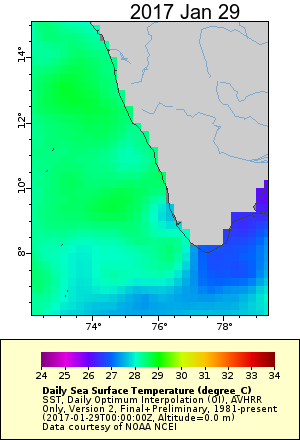 2017 Jan 29
14°
12°
10°
8°
74°
76°
78°
24 25 26 27 28 29 30 31 32 33 34
Daily Sea Surface Temperature (degree_C)
SST, Daily Optimum Interpolation (OI), AVHRR
Only, Version 2, Final+Preliminary, 1981-present
(2017-01-29T00:00:00Z, Altitude=0.0 m)
Data courtesy of NOAA NCEI